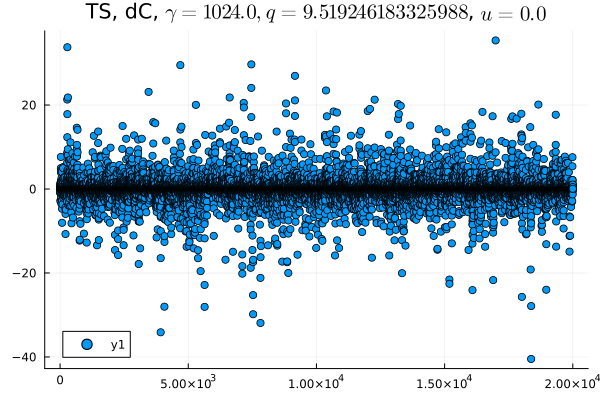 TS, dC, γ = 1024.0, q = 9.519246183325988, u = 0.0
20
0
−20
−40
y1
0 5.00×10³ 1.00×10⁴ 1.50×10⁴ 2.00×10⁴